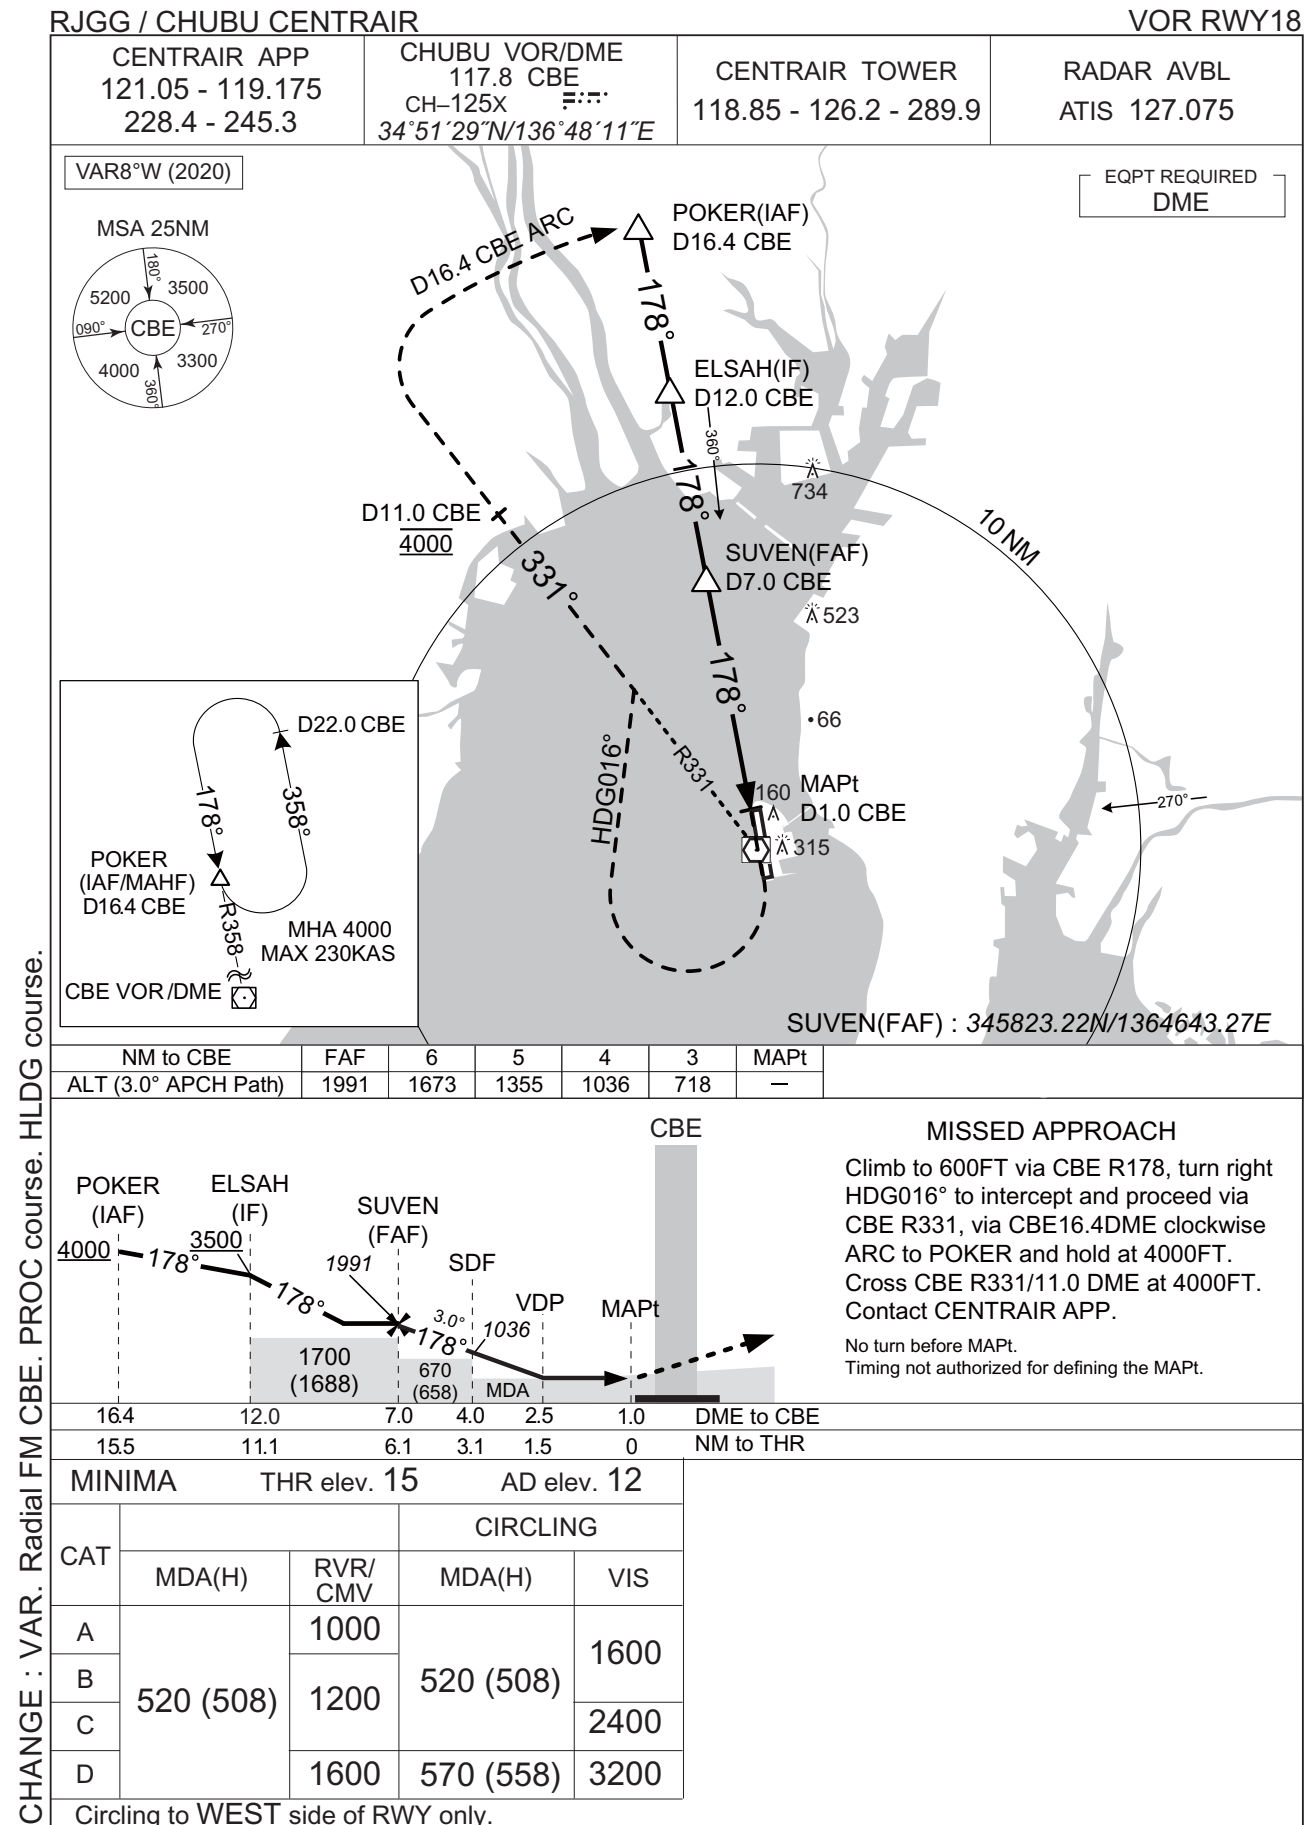 RJGG / CHUBU CENTRAIR
VOR RWY18
CENTRAIR APP
121.05 - 119.175
228.4 - 245.3
CHUBU VOR/DME
117.8 CBE
CH–125X
34°51´29˝N/136°48´11˝E
CENTRAIR TOWER
118.85 - 126.2 - 289.9
RADAR AVBL
ATIS 127.075
VAR8°W (2020)
EQPT REQUIRED
DME
MSA 25NM
180°
5200
3500
090°
CBE
270°
4000
3300
360°
D16.4 CBE ARC
POKER(IAF)
D16.4 CBE
178°
ELSAH(IF)
D12.0 CBE
360°
178°
734
D11.0 CBE
4000
10 NM
331°
SUVEN(FAF)
D7.0 CBE
523
178°
66
D22.0 CBE
178°
358°
POKER
(IAF/MAHF)
D16.4 CBE
R358
MHA 4000
MAX 230KAS
CBE VOR/DME
HDG016°
R331
160
MAPt
D1.0 CBE
270°
315
SUVEN(FAF) : 345823.22N/1364643.27E
NM to CBE FAF 6 5 4 3 MAPt
ALT (3.0° APCH Path) 1991 1673 1355 1036 718 —
CBE
POKER
(IAF)
ELSAH
(IF)
SUVEN
(FAF)
4000
178°
3500
1991
SDF
178°
3.0°
178°
1036
VDP
MAPt
1700
(1688)
670
(658)
MDA
16.4 12.0 7.0 4.0 2.5 1.0 DME to CBE
15.5 11.1 6.1 3.1 1.5 0 NM to THR
MISSED APPROACH
Climb to 600FT via CBE R178, turn right
HDG016° to intercept and proceed via
CBE R331, via CBE16.4DME clockwise
ARC to POKER and hold at 4000FT.
Cross CBE R331/11.0 DME at 4000FT.
Contact CENTRAIR APP.
No turn before MAPt.
Timing not authorized for defining the MAPt.
MINIMA THR elev. 15 AD elev. 12
CAT
CIRCLING
MDA(H)
RVR/
CMV
MDA(H)
VIS
A
1000
1600
B
520 (508)
1200
520 (508)
C
2400
D
1600
570 (558)
3200
Circling to WEST side of RWY only.
CHANGE : VAR. Radial FM CBE. PROC course. HLDG course.